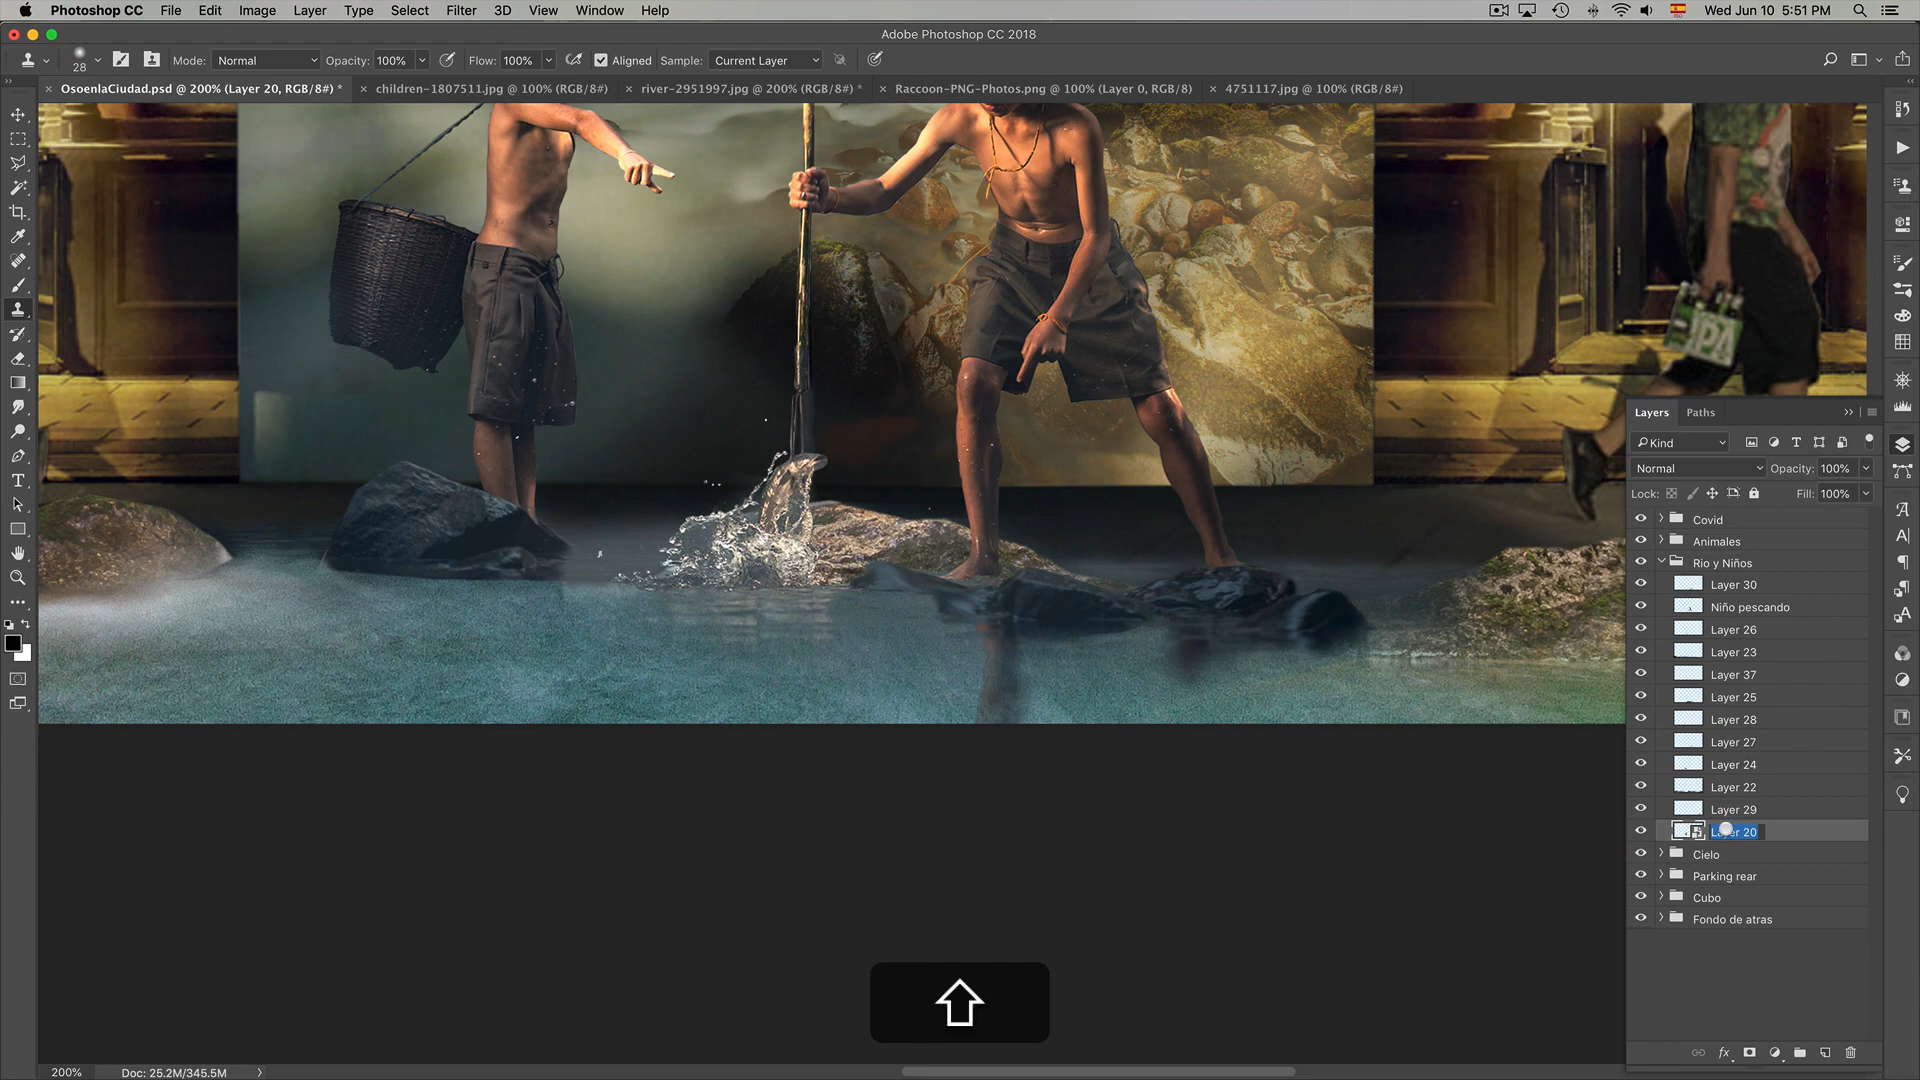 Photoshop CC File Edit Image Layer Type Select Filter 3D View Window Help Wed Jun 10 5:51 PM
Adobe Photoshop CC 2018
28 Mode: Normal Opacity: 100% Flow: 100% Aligned Sample: Current Layer
OsoenlaCiudad.psd @ 200% (Layer 20, RGB/8#) * children-1807511.jpg @ 100% (RGB/8#) river-2951997.jpg @ 200% (RGB/8#) * Raccoon-PNG-Photos.png @ 100% (Layer 0, RGB/8) 4751117.jpg @ 100% (RGB/8#)
IPA
Layers Paths
Kind
Normal Opacity: 100%
Lock: Fill: 100%
Covid
Animales
Rio y Niños
Layer 30
Niño pescando
Layer 26
Layer 23
Layer 37
Layer 25
Layer 28
Layer 27
Layer 24
Layer 22
Layer 29
Layer 20
Cielo
Parking rear
Cubo
Fondo de atras
200% Doc: 25.2M/345.5M